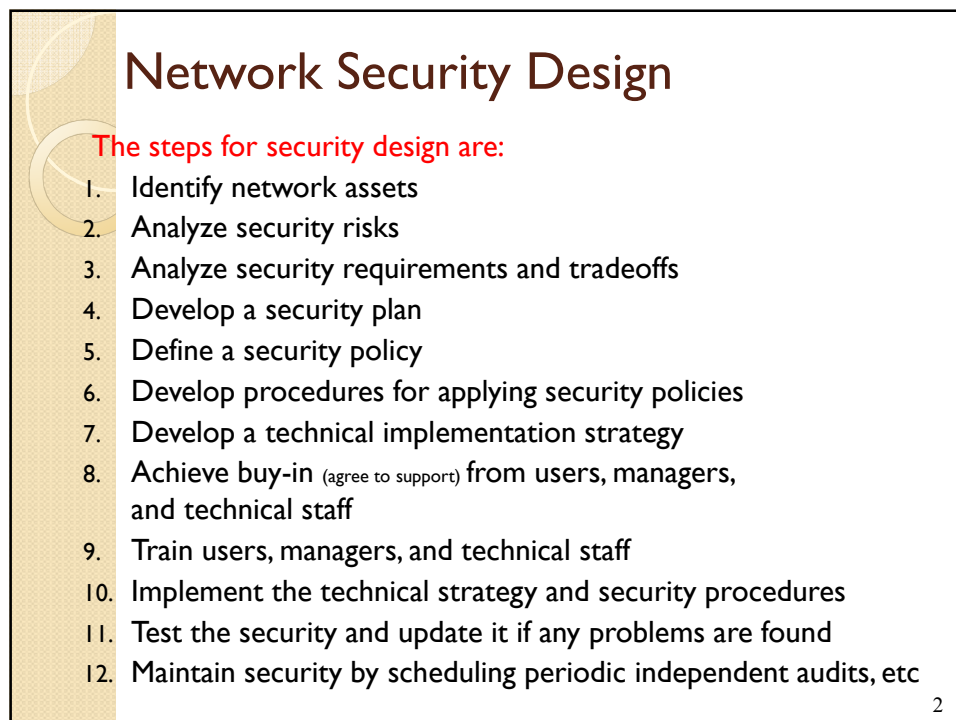 Network Security Design
The steps for security design are:
1. Identify network assets
2. Analyze security risks
3. Analyze security requirements and tradeoffs
4. Develop a security plan
5. Define a security policy
6. Develop procedures for applying security policies
7. Develop a technical implementation strategy
8. Achieve buy-in (agree to support) from users, managers,
and technical staff
9. Train users, managers, and technical staff
10. Implement the technical strategy and security procedures
11. Test the security and update it if any problems are found
12. Maintain security by scheduling periodic independent audits, etc
2